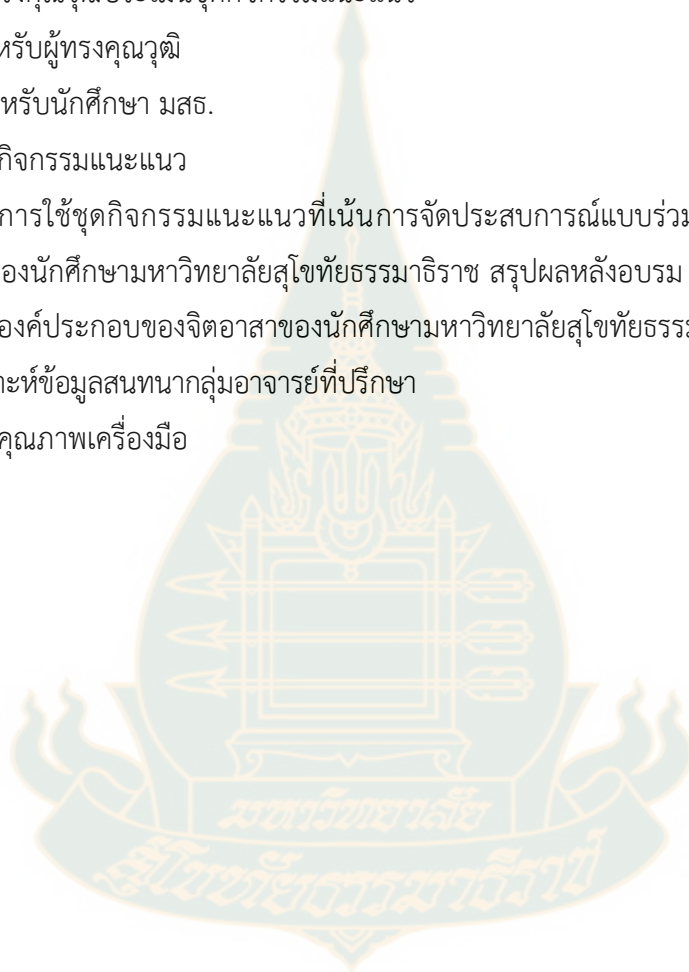 หรับผู้ทรงคุณวุฒิ
หรับนักศึกษา มสธ.
กิจกรรมแนะแนว
การใช้ชุดกิจกรรมแนะแนวที่เน้นการจัดประสบการณ์แบบร่วม
องนักศึกษามหาวิทยาลัยสุโขทัยธรรมาธิราช สรุปผลหลังอบรม
องค์ประกอบของจิตอาสาของนักศึกษามหาวิทยาลัยสุโขทัยธรรม
าะห์ข้อมูลสนทนากลุ่มอาจารย์ที่ปรึกษา
คุณภาพเครื่องมือ
มหาวิทยาลัย
สุโขทัยธรรมาธิราช